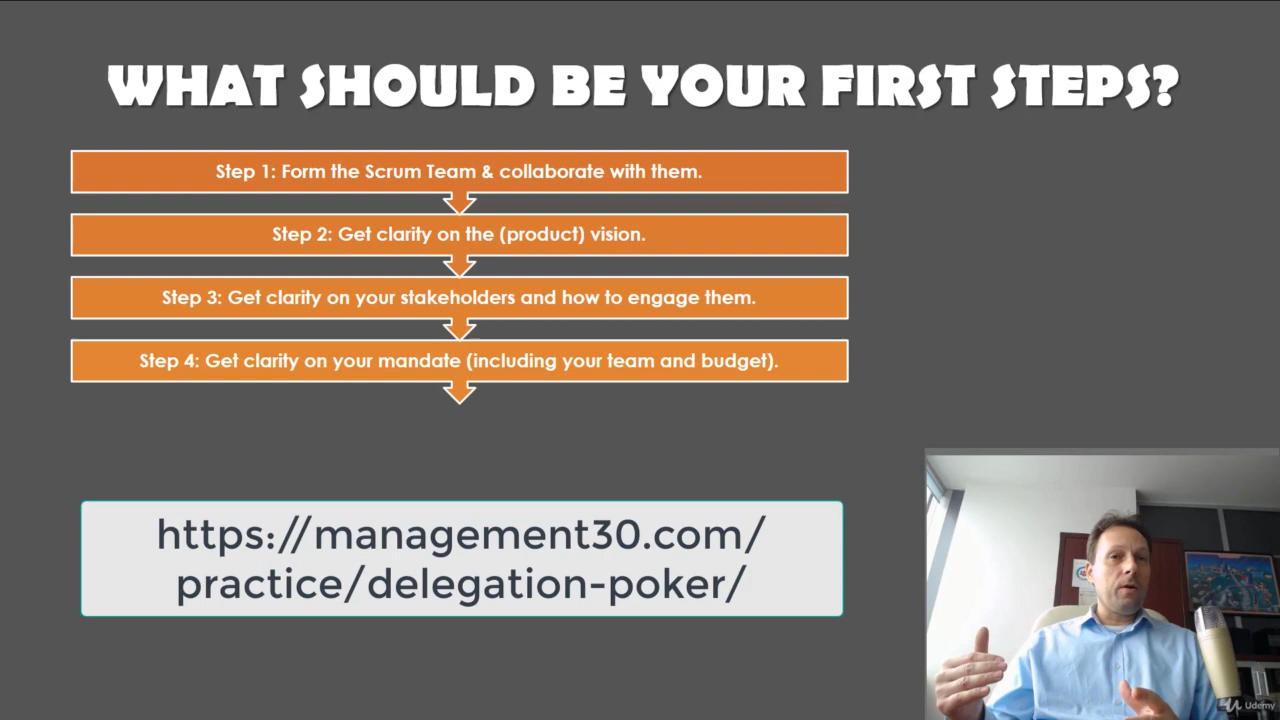 WHAT SHOULD BE YOUR FIRST STEPS?
Step 1: Form the Scrum Team & collaborate with them.
Step 2: Get clarity on the (product) vision.
Step 3: Get clarity on your stakeholders and how to engage them.
Step 4: Get clarity on your mandate (including your team and budget).
https://management30.com/
practice/delegation-poker/
Udemy